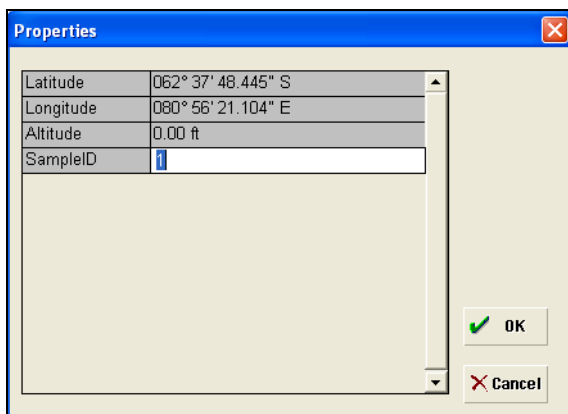 Properties
Latitude 062° 37' 48.445" S
Longitude 080° 56' 21.104" E
Altitude 0.00 ft
SampleID 1
OK
Cancel